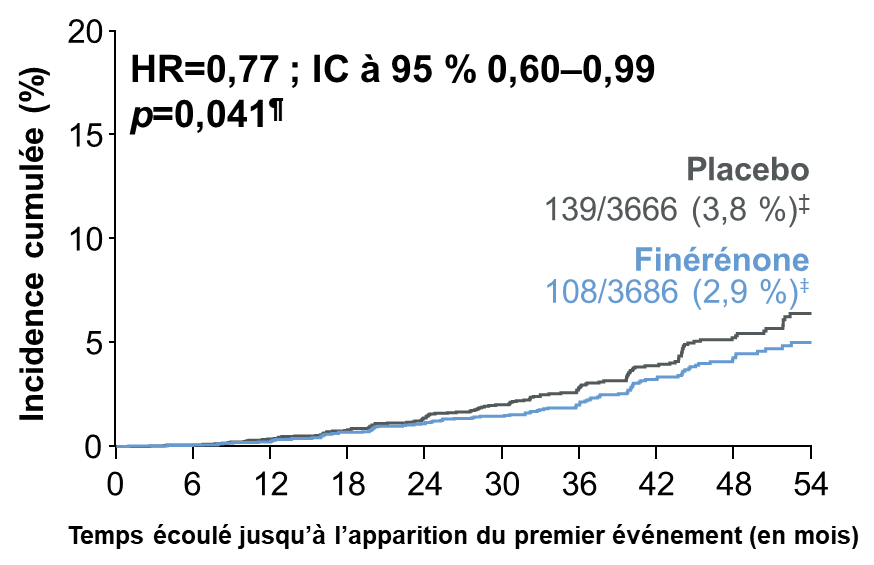 HR=0,77 ; IC à 95 % 0,60–0,99
p=0,041¶
Placebo
139/3666 (3,8 %)‡
Finérénone
108/3686 (2,9 %)‡
Incidence cumulée (%)
20
15
10
5
0
0 6 12 18 24 30 36 42 48 54
Temps écoulé jusqu’à l’apparition du premier événement (en mois)